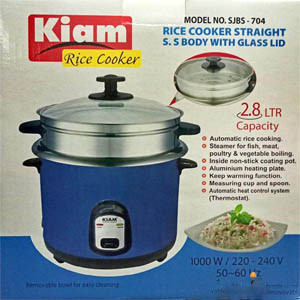 Kiam
Rice Cooker
MODEL NO. SJBS - 704
RICE COOKER STRAIGHT
S. S BODY WITH GLASS LID
2.8 LTR
Capacity
• Automatic rice cooking.
• Steamer for fish, meat,
poultry & vegetable boiling.
• Inside non-stick coating pot.
• Aluminium heating plate.
• Keep warming function.
• Measuring cup and spoon.
• Automatic heat control system
(Thermostat).
KIAM
1000 W / 220 - 240 V
50~60 Hz
Removable bowl for easy cleaning